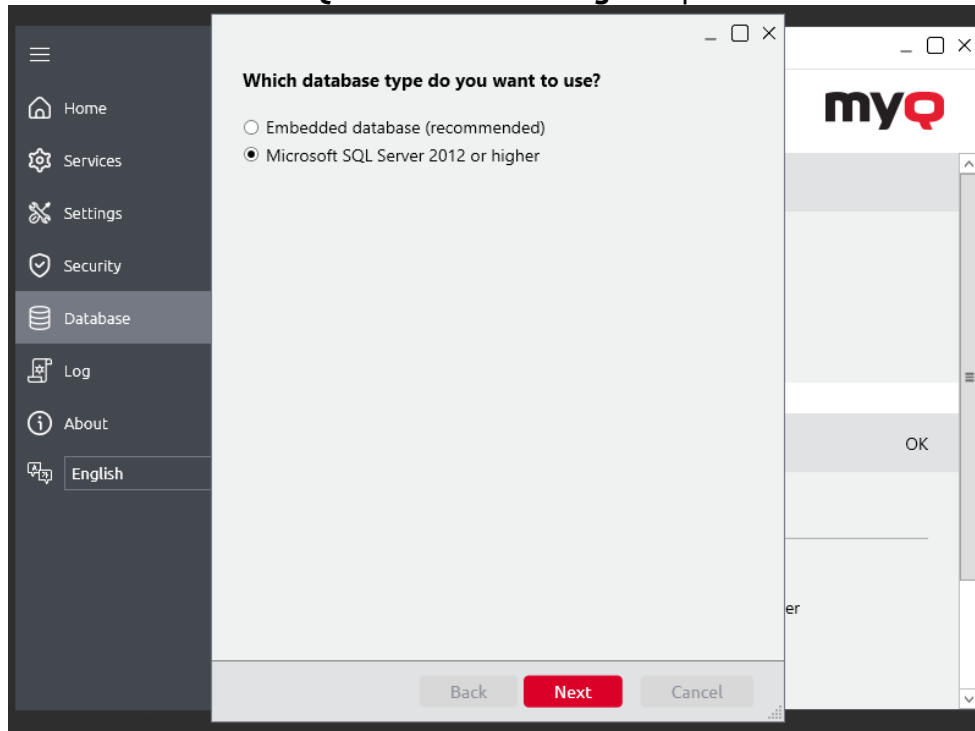 Which database type do you want to use?
Embedded database (recommended)
Microsoft SQL Server 2012 or higher
Home
Services
Settings
Security
Database
Log
About
English
myQ
OK
er
Back
Next
Cancel